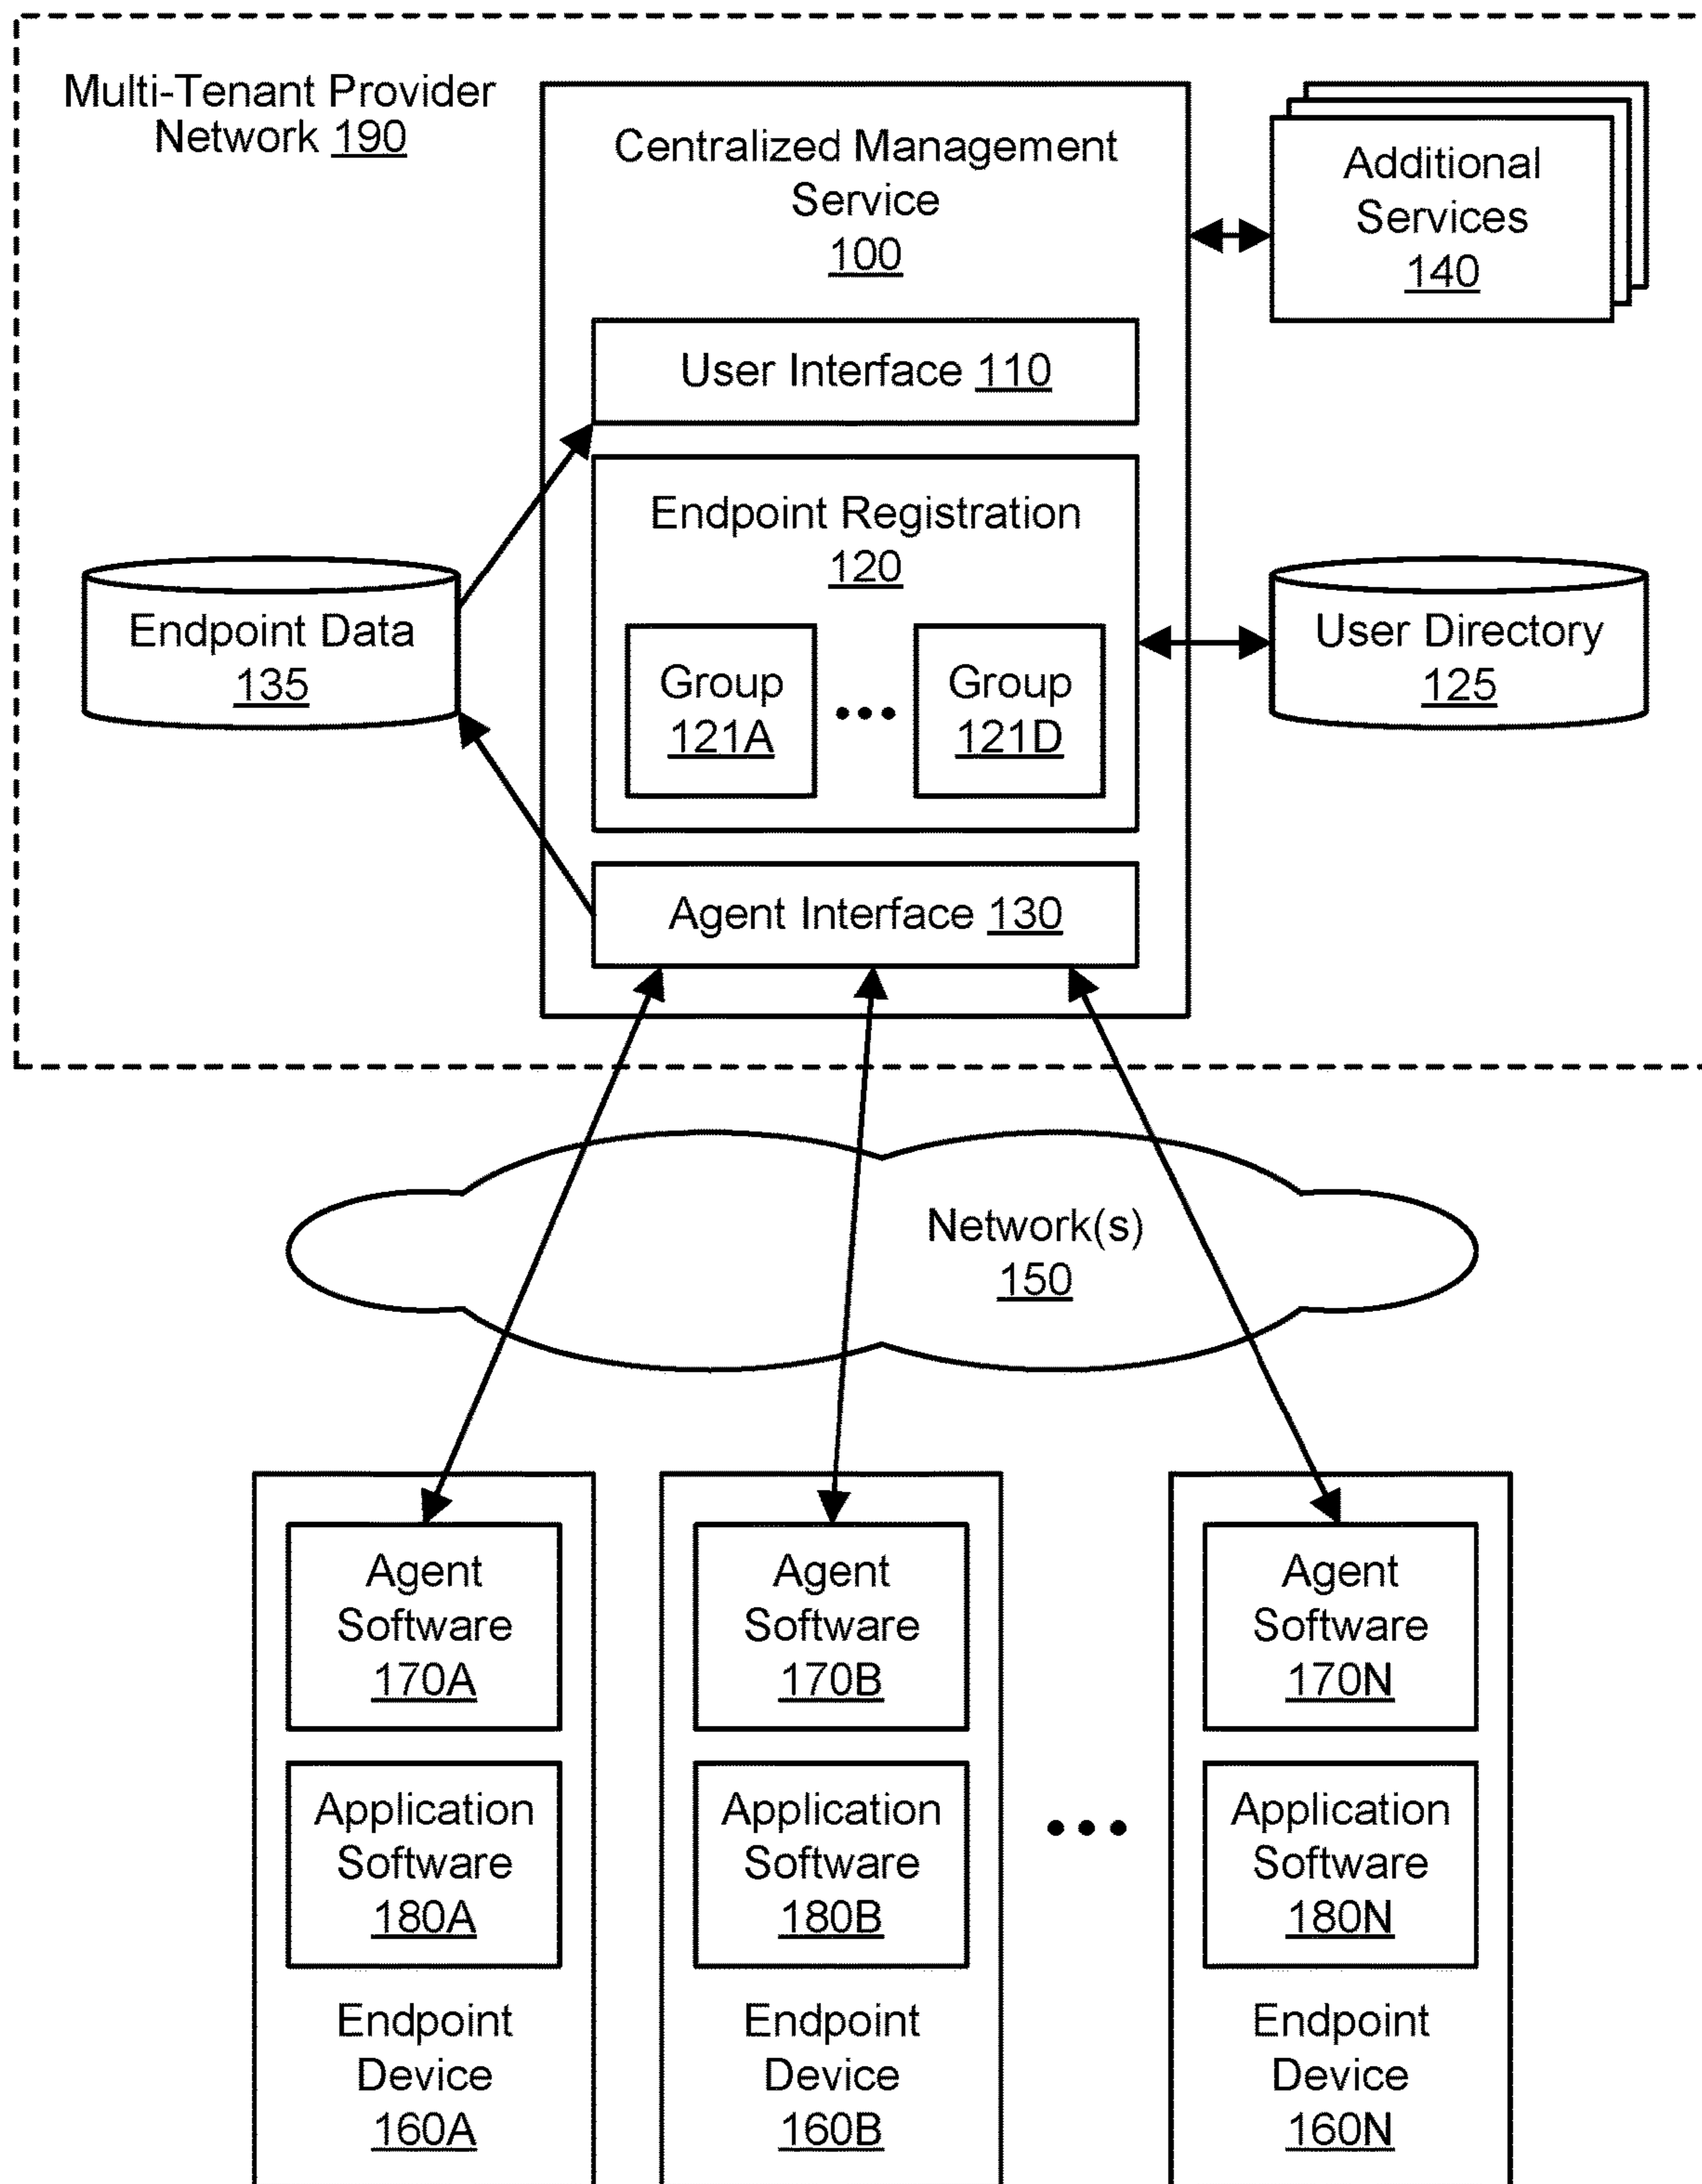 Multi-Tenant Provider
Network 190
Centralized Management
Service
100
Additional
Services
140
User Interface 110
Endpoint Registration
120
Endpoint Data
135
User Directory
125
Group
121A
•••
Group
121D
Agent Interface 130
Network(s)
150
Agent
Software
170A
Application
Software
180A
Endpoint
Device
160A
Agent
Software
170B
Application
Software
180B
Endpoint
Device
160B
•••
Agent
Software
170N
Application
Software
180N
Endpoint
Device
160N